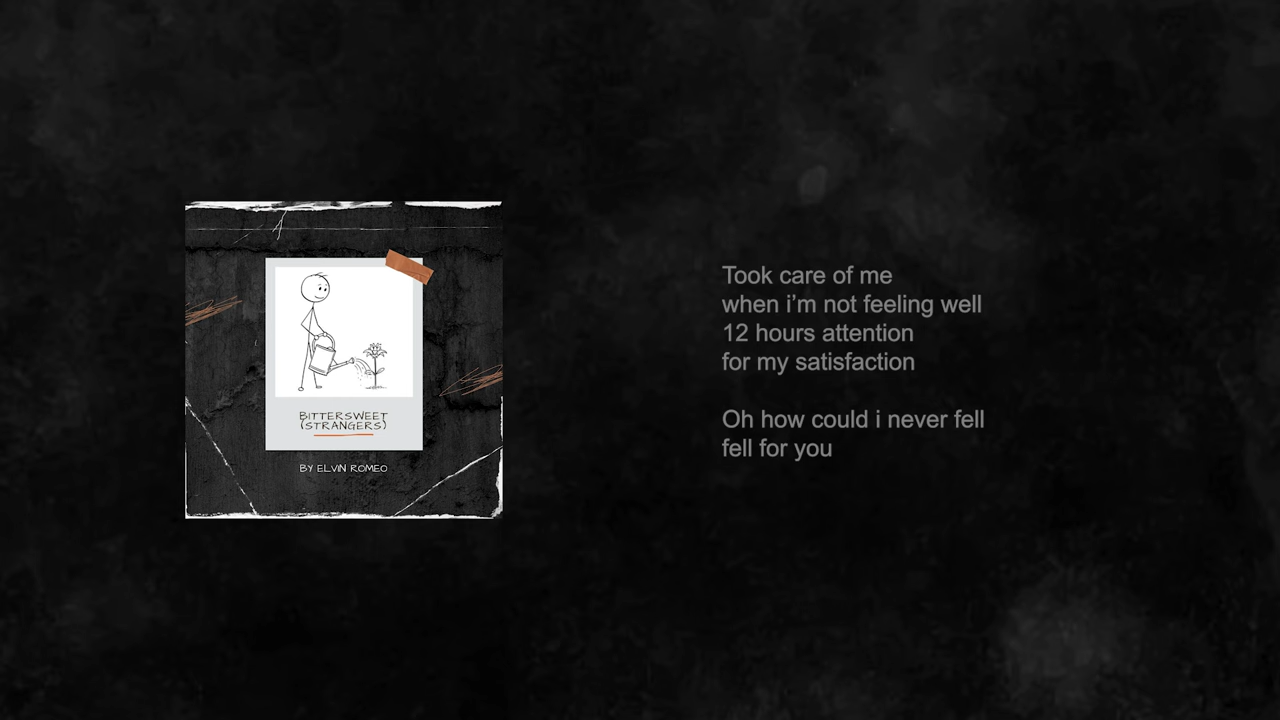 BITTERSWEET
(STRANGERS)
BY ELVIN ROMEO
Took care of me
when i’m not feeling well
12 hours attention
for my satisfaction
Oh how could i never fell
fell for you